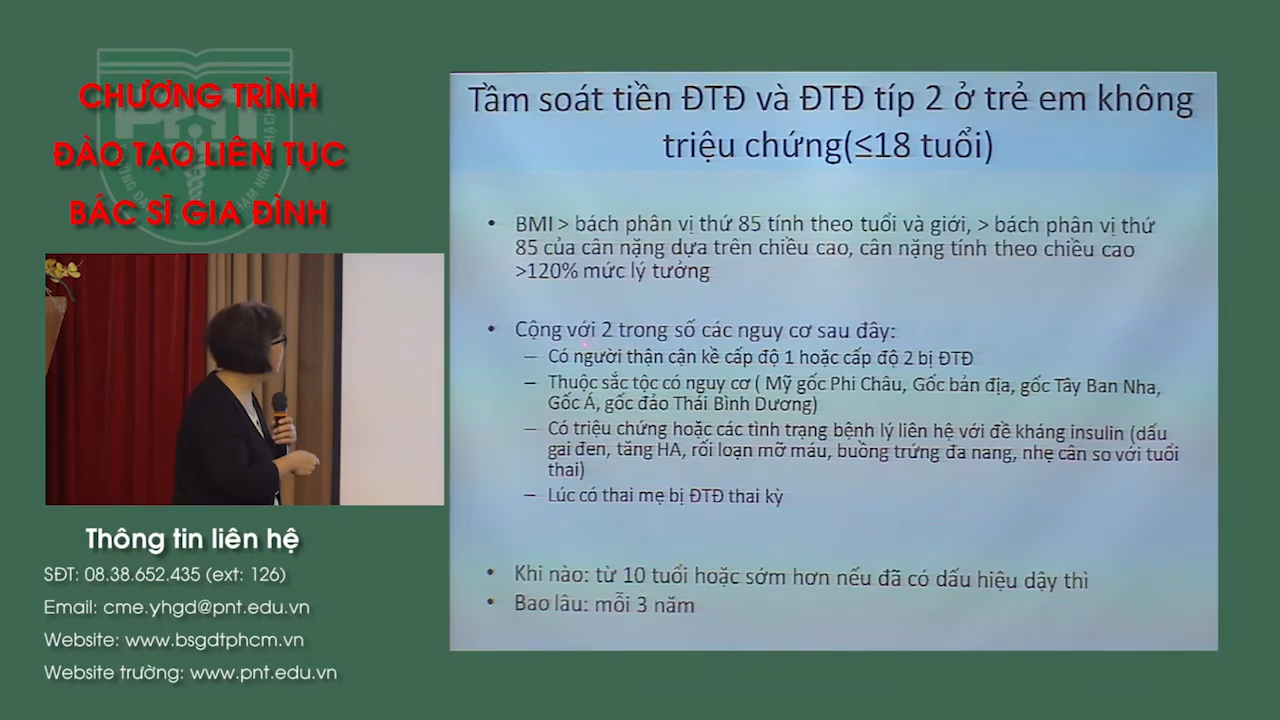 CHƯƠNG TRÌNH
ĐÀO TẠO LIÊN TỤC
BÁC SĨ GIA ĐÌNH
Thông tin liên hệ
SĐT: 08.38.652.435 (ext: 126)
Email: cme.yhgd@pnt.edu.vn
Website: www.bsgdtphcm.vn
Website trường: www.pnt.edu.vn
Tầm soát tiền ĐTĐ và ĐTĐ típ 2 ở trẻ em không
triệu chứng(≤18 tuổi)
• BMI > bách phân vị thứ 85 tính theo tuổi và giới, > bách phân vị thứ
85 của cân nặng dựa trên chiều cao, cân nặng tính theo chiều cao
>120% mức lý tưởng
• Cộng với 2 trong số các nguy cơ sau đây:
– Có người thận cận kề cấp độ 1 hoặc cấp độ 2 bị ĐTĐ
– Thuộc sắc tộc có nguy cơ ( Mỹ gốc Phi Châu, Gốc bản địa, gốc Tây Ban Nha,
Gốc Á, gốc đảo Thái Bình Dương)
– Có triệu chứng hoặc các tình trạng bệnh lý liên hệ với đề kháng insulin (dấu
gai đen, tăng HA, rối loạn mỡ máu, buồng trứng đa nang, nhẹ cân so với tuổi
thai)
– Lúc có thai mẹ bị ĐTĐ thai kỳ
• Khi nào: từ 10 tuổi hoặc sớm hơn nếu đã có dấu hiệu dậy thì
• Bao lâu: mỗi 3 năm